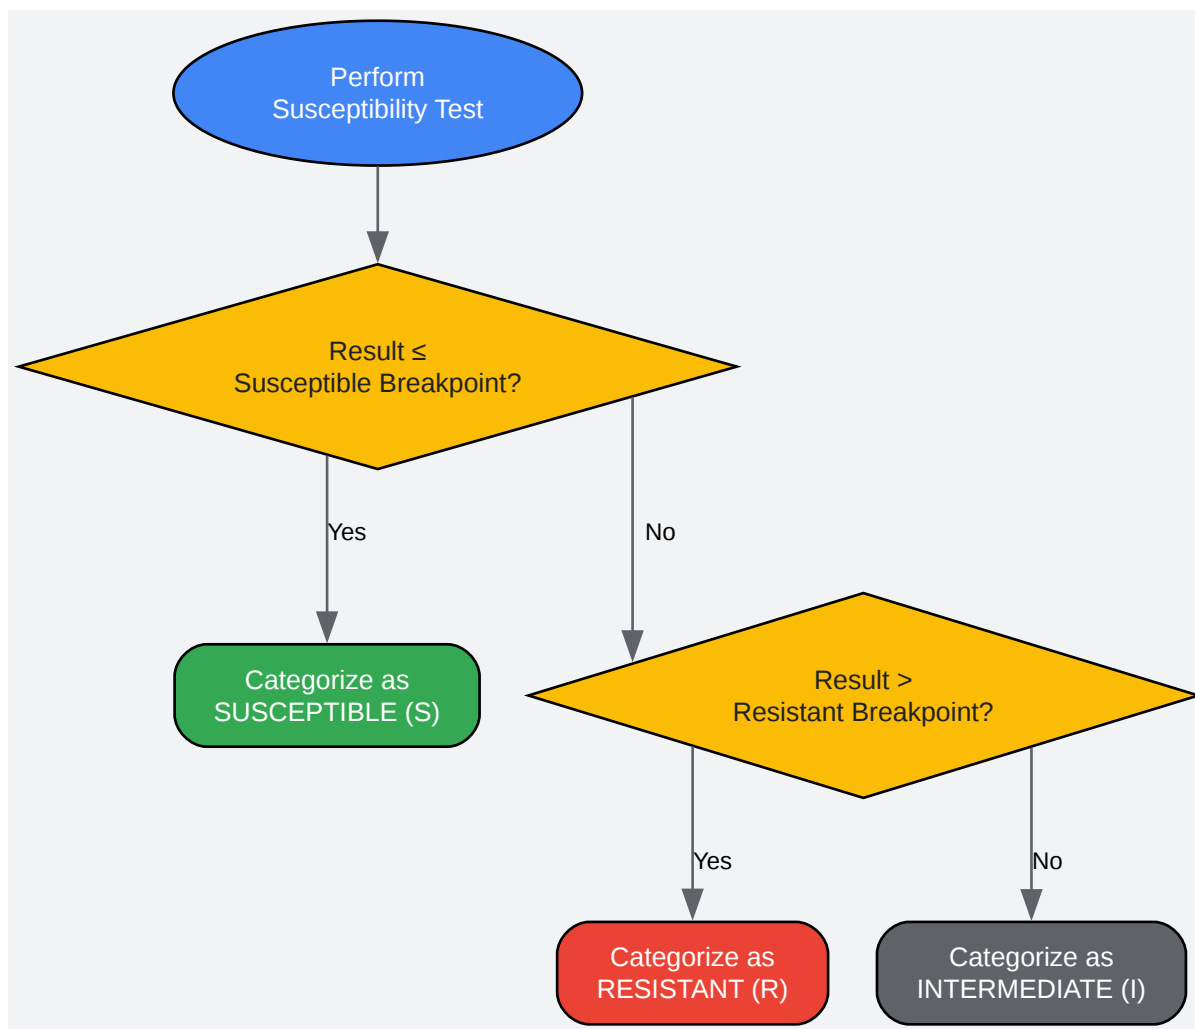 Perform
Susceptibility Test
Result ≤
Susceptible Breakpoint?
Yes
No
Categorize as
SUSCEPTIBLE (S)
Result >
Resistant Breakpoint?
Yes
No
Categorize as
RESISTANT (R)
Categorize as
INTERMEDIATE (I)